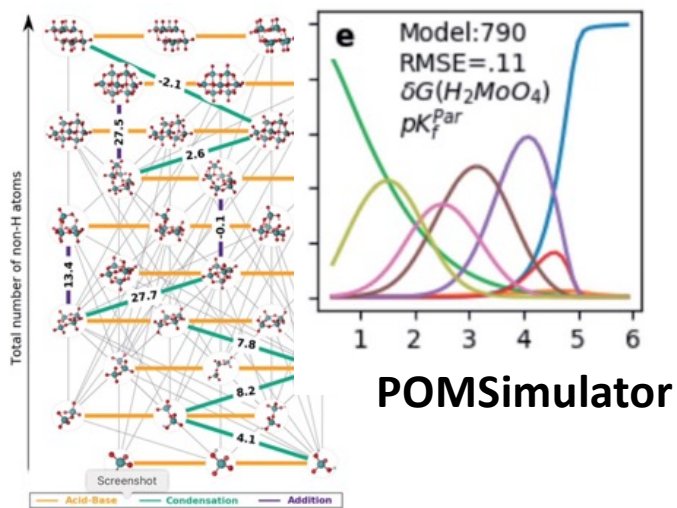 Total number of non-H atoms
-2.1
27.5
2.6
-0.1
13.4
27.7
7.8
8.2
4.1
Screenshot
Acid-Base Condensation Addition
e
Model:790
RMSE=.11
δG(H₂MoO₄)
pK_f^Par
1 2 3 4 5 6
POMSimulator